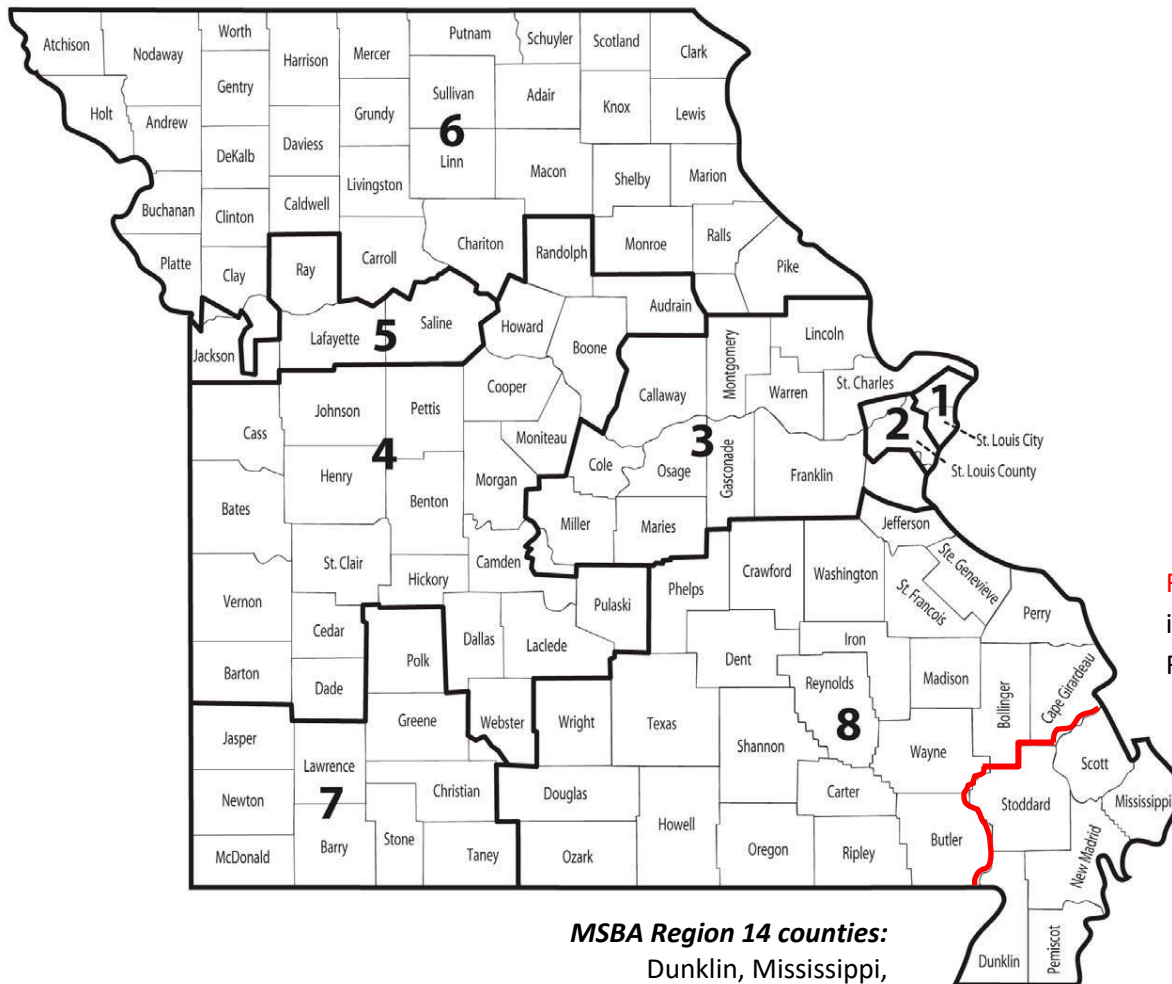 Atchison
Nodaway
Worth
Harrison
Mercer
Putnam
Schuyler
Scotland
Clark
Gentry
Sullivan
Adair
Knox
Lewis
Holt
Andrew
Grundy
6
DeKalb
Daviess
Linn
Macon
Shelby
Marion
Livingston
Buchanan
Clinton
Caldwell
Chariton
Randolph
Monroe
Ralls
Platte
Clay
Ray
Carroll
Pike
Audrain
Saline
Howard
Lafayette
5
Boone
Montgomery
Lincoln
Jackson
Cooper
Callaway
Warren
St. Charles
1
Johnson
Pettis
Cass
Moniteau
2
St. Louis City
4
3
St. Louis County
Henry
Morgan
Cole
Osage
Gasconade
Franklin
Bates
Benton
Miller
Maries
Jefferson
St. Clair
Camden
Hickory
Phelps
Crawford
Washington
Ste. Genevieve
St. Francois
Vernon
Pulaski
Perry
F
i
F
Cedar
Dallas
Laclede
Iron
Polk
Dent
Barton
Dade
Reynolds
Madison
Bollinger
Cape Girardeau
Greene
Webster
Wright
Texas
8
Jasper
Shannon
Wayne
Lawrence
Scott
Newton
7
Christian
Douglas
Carter
Stoddard
Mississippi
Howell
McDonald
Barry
Stone
Taney
Ozark
Oregon
Ripley
Butler
New Madrid
MSBA Region 14 counties:
Dunklin, Mississippi,
Dunklin
Pemiscot